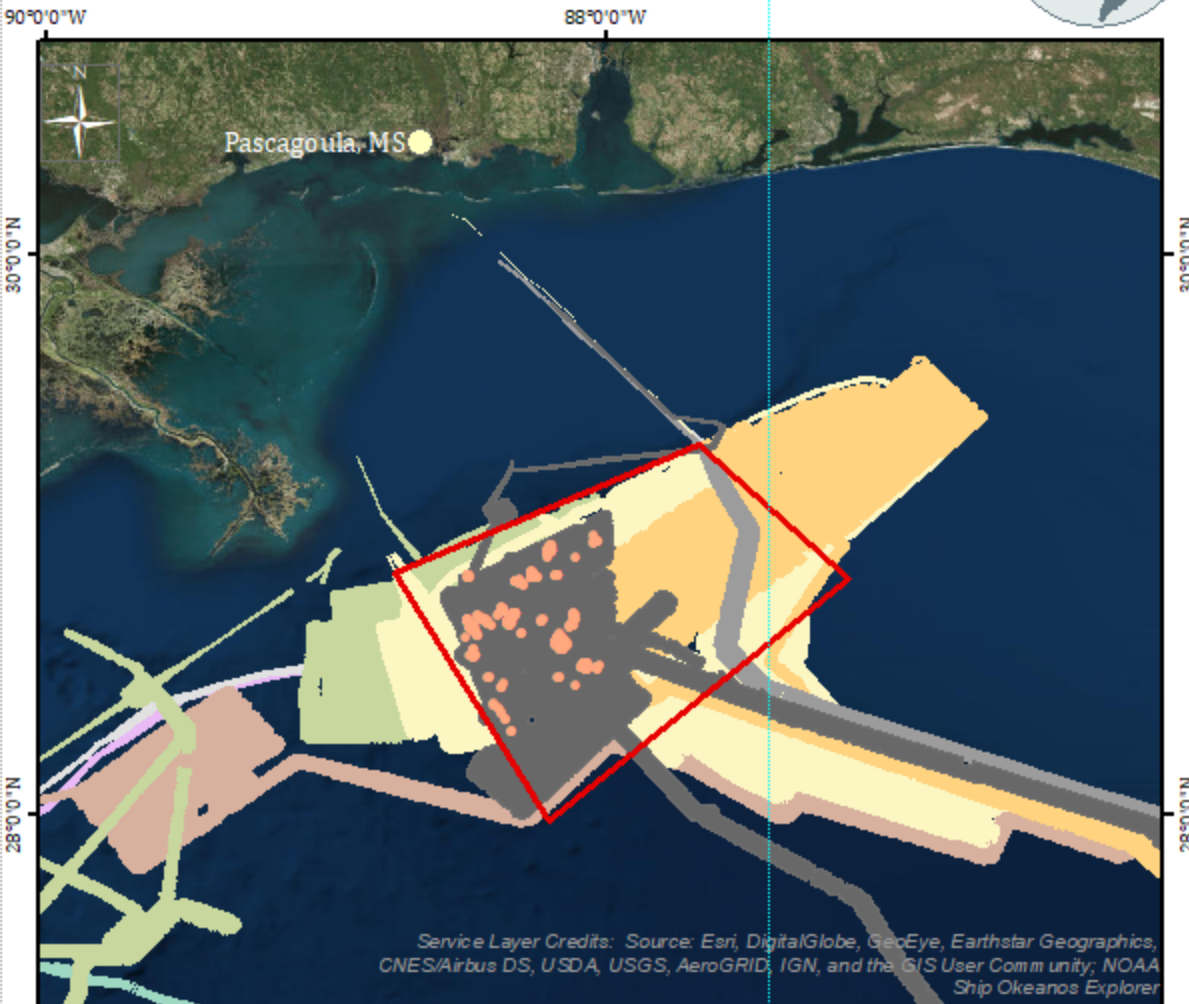 90°0'0"W
88°0'0"W
N
Pascagoula, MS
30°0'0"N
30°0'0"N
28°0'0"N
28°0'0"N
Service Layer Credits: Source: Esri, DigitalGlobe, GeoEye, Earthstar Geographics,
CNES/Airbus DS, USDA, USGS, AeroGRID, IGN, and the GIS User Community; NOAA
Ship Okeanos Explorer